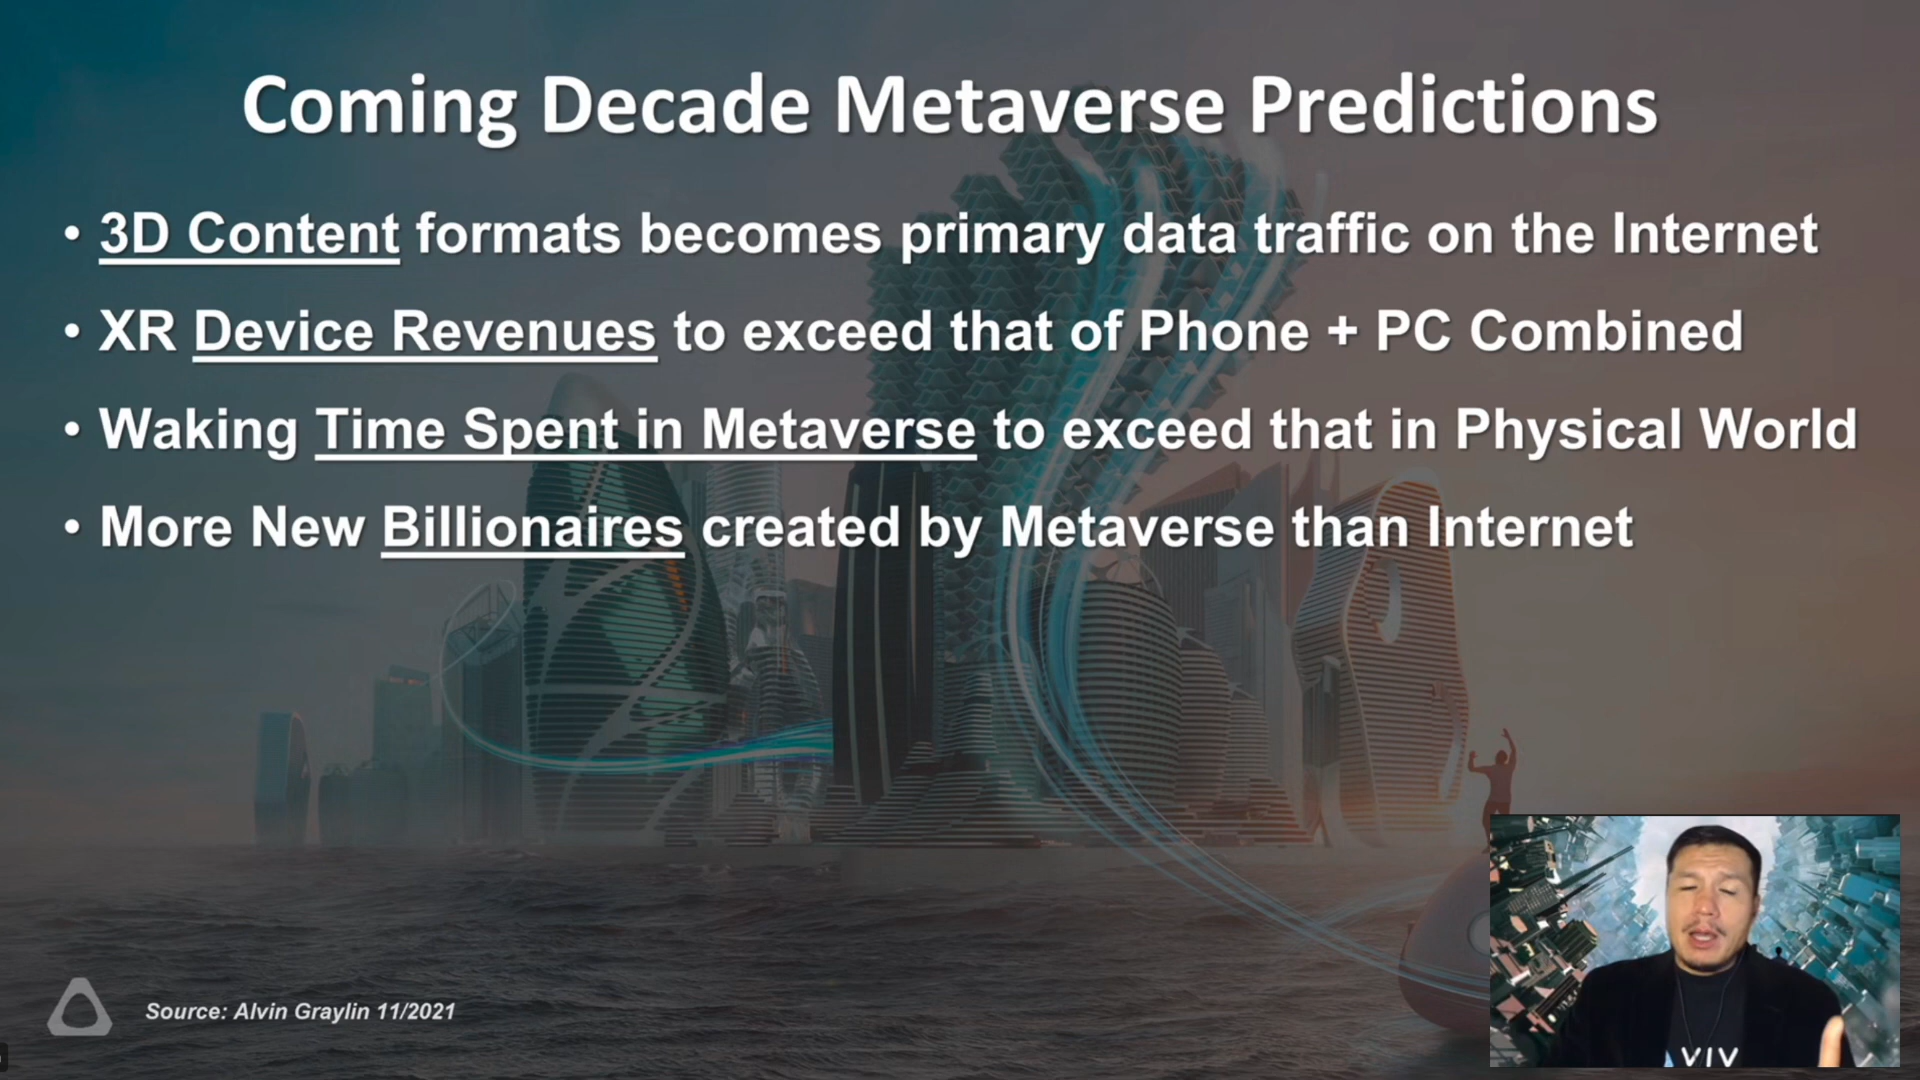 Coming Decade Metaverse Predictions
• 3D Content formats becomes primary data traffic on the Internet
• XR Device Revenues to exceed that of Phone + PC Combined
• Waking Time Spent in Metaverse to exceed that in Physical World
• More New Billionaires created by Metaverse than Internet
Source: Alvin Graylin 11/2021
VIV